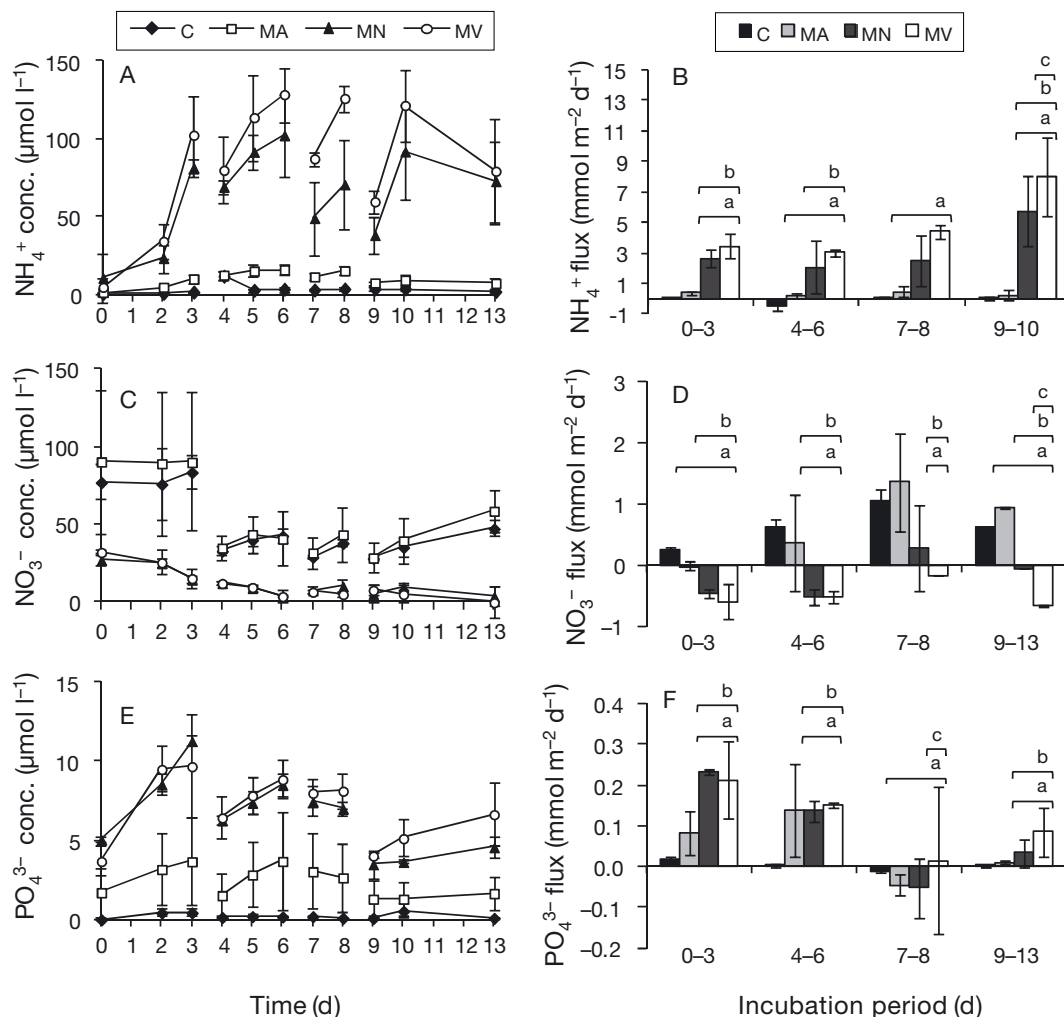 C MA MN MV
C MA MN MV
A
NH₄⁺ conc. (µmol l⁻¹)
150
100
50
0
0 1 2 3 4 5 6 7 8 9 10 11 12 13
B
NH₄⁺ flux (mmol m⁻² d⁻¹)
15
13
11
9
7
5
3
1
-1
b
a
b
a
a
c
b
a
0–3 4–6 7–8 9–10
C
NO₃⁻ conc. (µmol l⁻¹)
150
100
50
0
0 1 2 3 4 5 6 7 8 9 10 11 12 13
D
NO₃⁻ flux (mmol m⁻² d⁻¹)
3
2
1
0
–1
b
a
b
a
b
a
c
b
a
0–3 4–6 7–8 9–13
E
PO₄³⁻ conc. (µmol l⁻¹)
15
10
5
0
0 1 2 3 4 5 6 7 8 9 10 11 12 13
F
PO₄³⁻ flux (mmol m⁻² d⁻¹)
0.4
0.3
0.2
0.1
0.0
–0.1
–0.2
b
a
b
a
c
a
b
a
0–3 4–6 7–8 9–13
Time (d)
Incubation period (d)